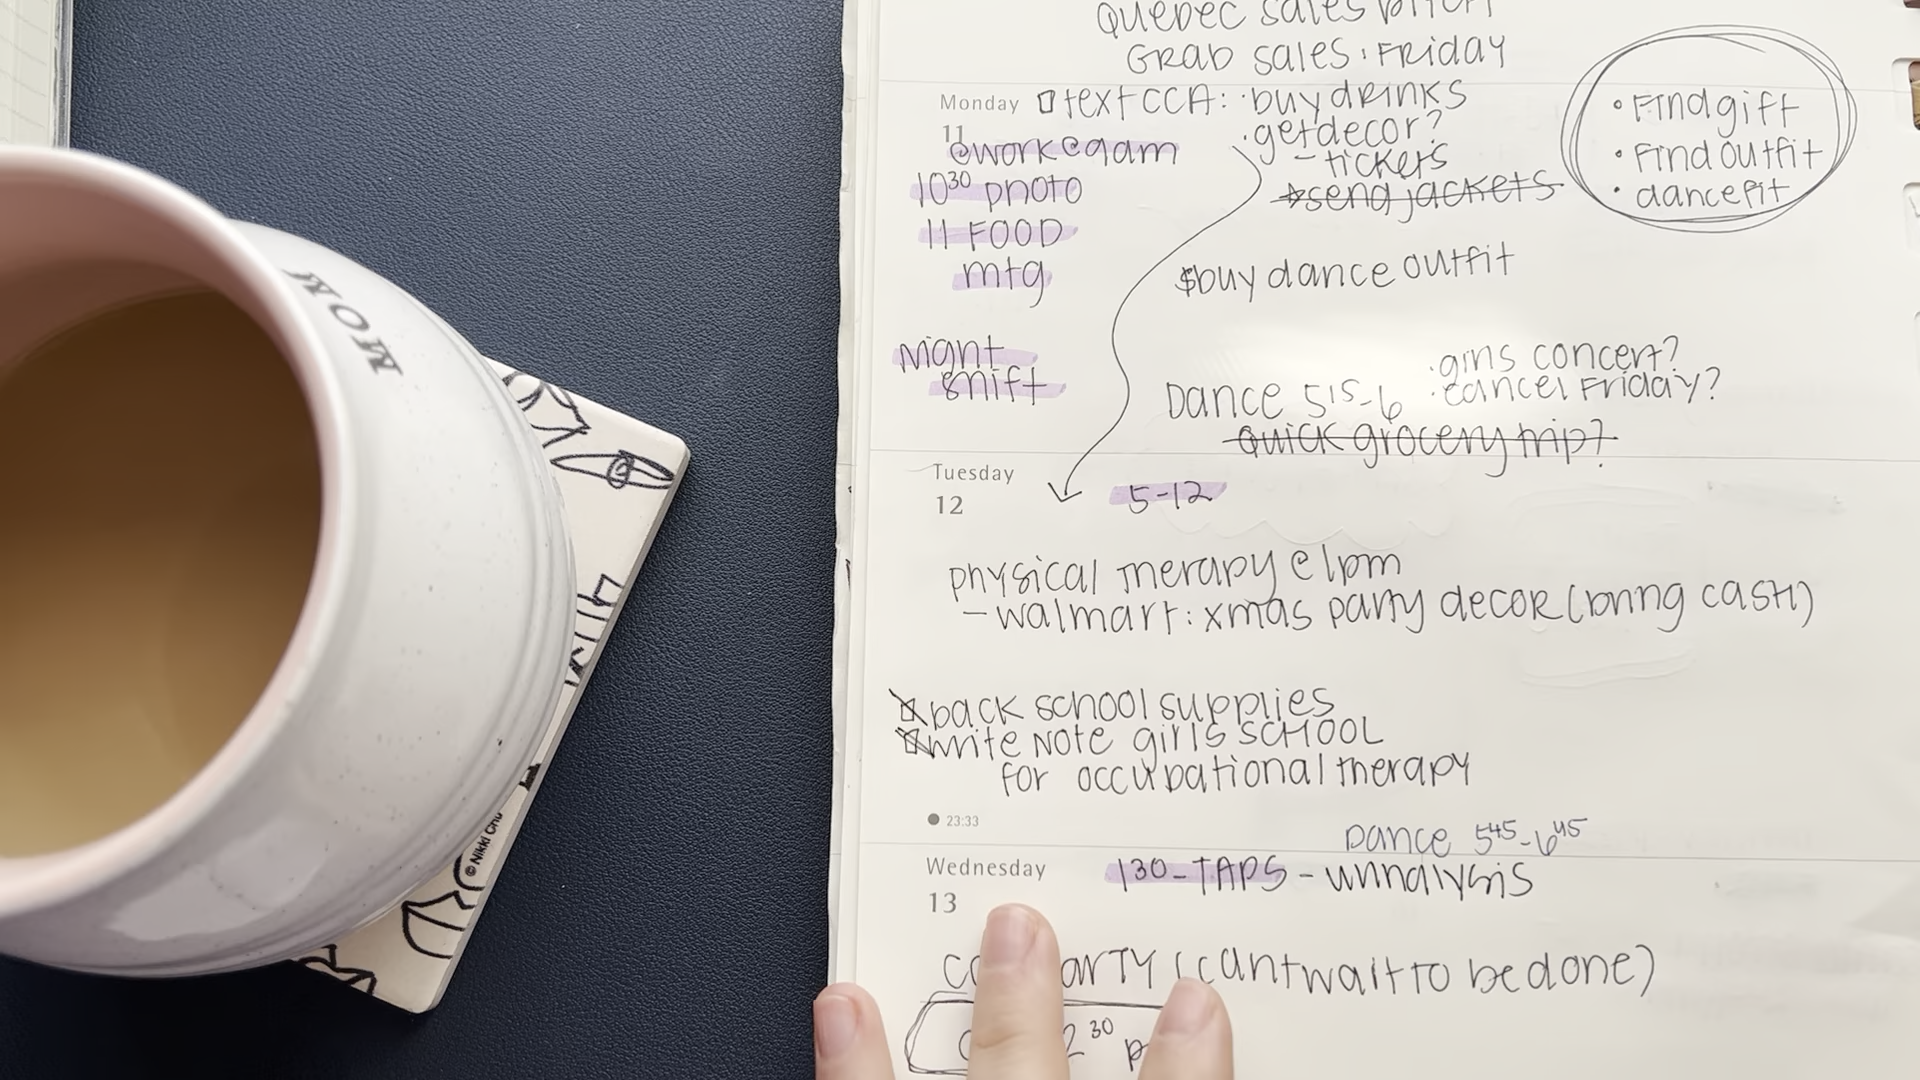 Quebec sales pitch
Grab sales: Friday
Monday
11
text CCA: · buy drinks
· get decor?
- tickets
→ send jackets
• Find gift
• Find outfit
• dance fit
@work @ 9am
10³⁰ photo
11 FOOD
mtg
$ buy dance outfit
Night
shift
· girls concert?
· cancel Friday?
Dance 5¹⁵-6
quick grocery trip?
Tuesday
12
5-12
physical therapy @ 1pm
- walmart: xmas party decor (bring cash)
pack school supplies
write note girls SCHOOL
for occupational therapy
23:33
Dance 5⁴⁵-6⁴⁵
Wednesday
13
1³⁰- TAPS - urinalysis
(cant wait to be done)
³⁰
MOM
© Nikki Chu